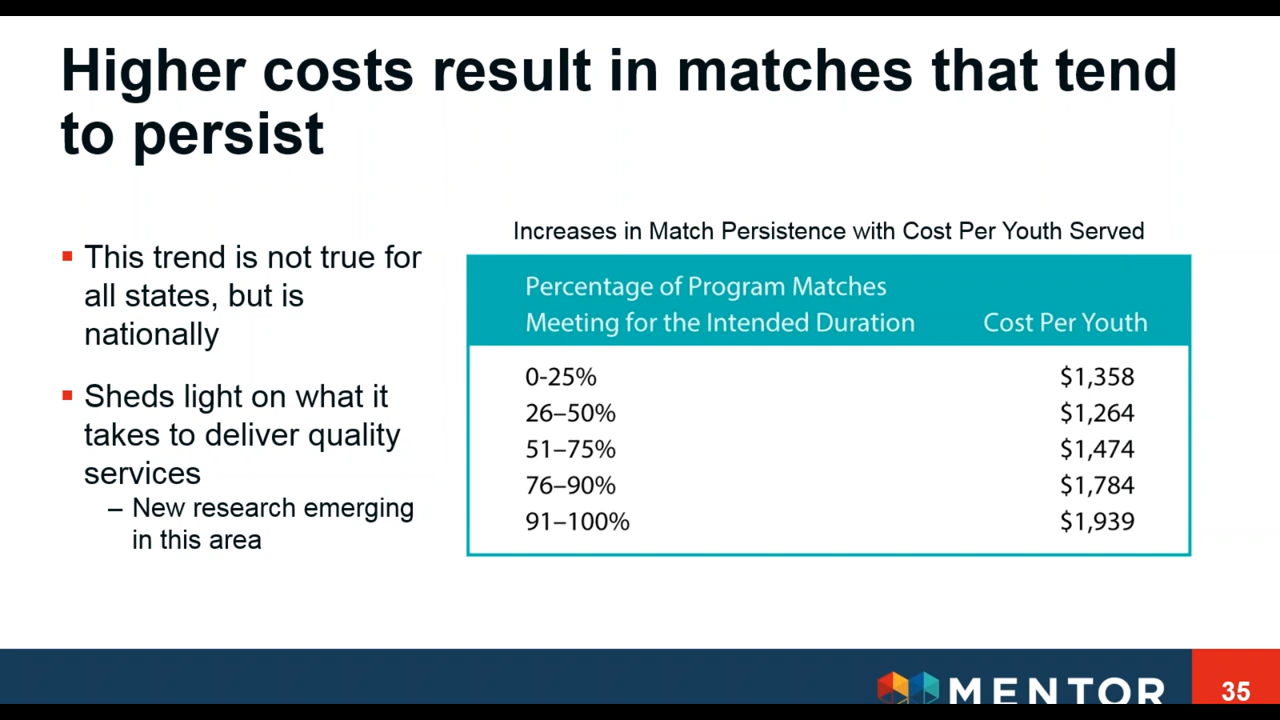 Higher costs result in matches that tend
to persist
▪ This trend is not true for
all states, but is
nationally
▪ Sheds light on what it
takes to deliver quality
services
– New research emerging
in this area
Increases in Match Persistence with Cost Per Youth Served
Percentage of Program Matches
Meeting for the Intended Duration Cost Per Youth
0-25% $1,358
26–50% $1,264
51–75% $1,474
76–90% $1,784
91–100% $1,939
MENTOR
35